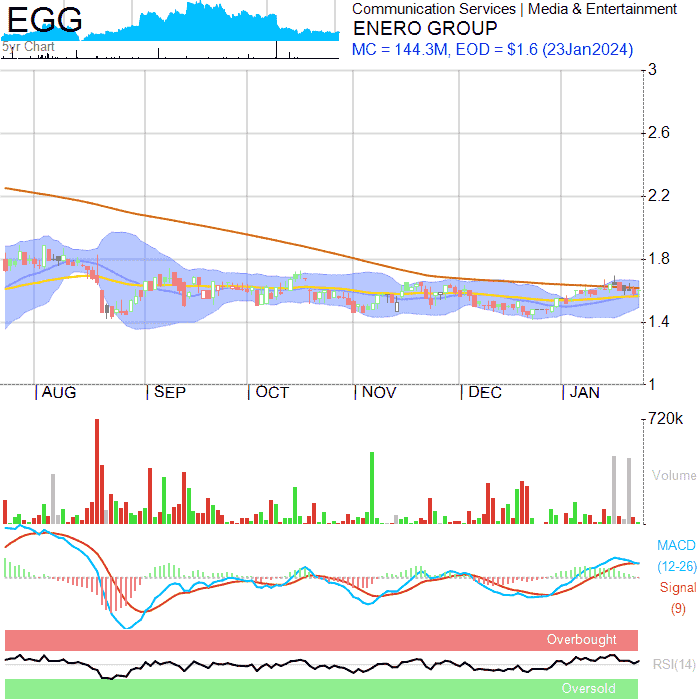 EGG
5yr Chart
Communication Services | Media & Entertainment
ENERO GROUP
MC = 144.3M, EOD = $1.6 (23Jan2024)
3
2.6
2.2
1.8
1.4
1
| AUG | SEP | OCT | NOV | DEC | JAN
720k
Volume
MACD
(12-26)
Signal
(9)
Overbought
RSI(14)
Oversold